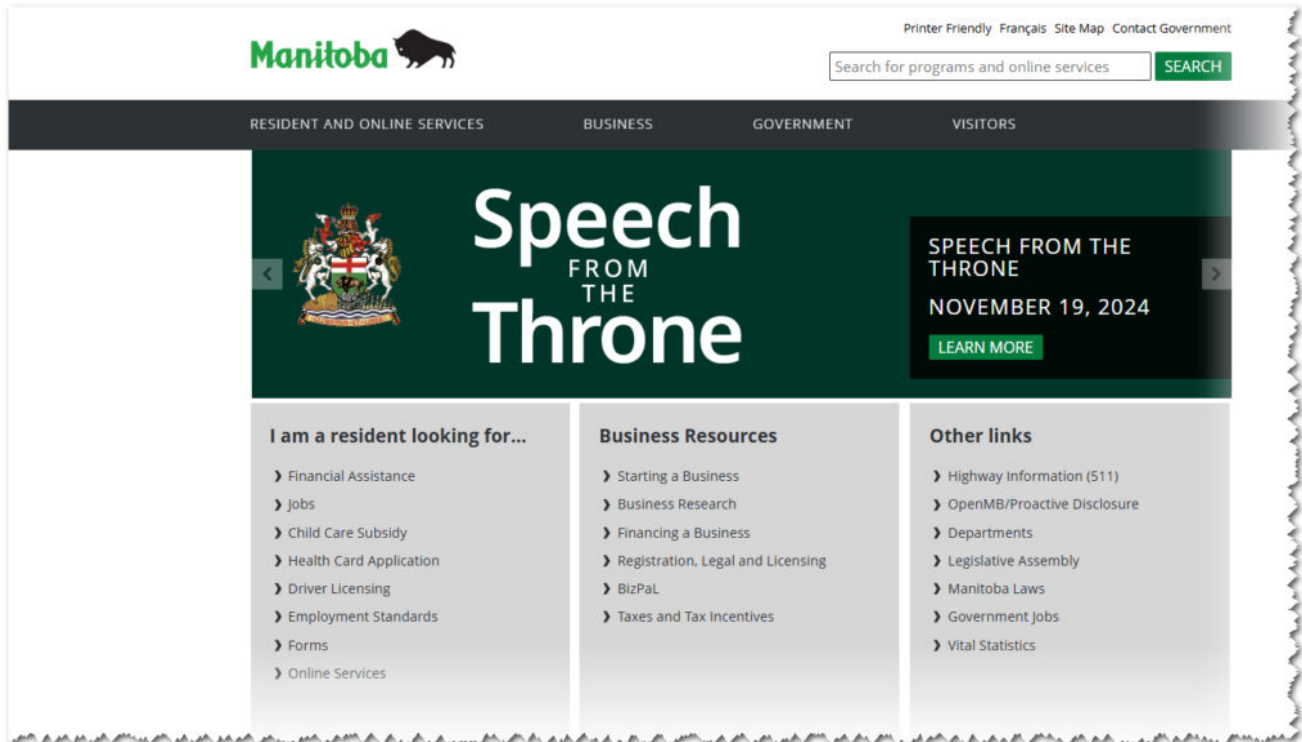 Printer Friendly Français Site Map Contact Government
Manitoba
Search for programs and online services SEARCH
RESIDENT AND ONLINE SERVICES BUSINESS GOVERNMENT VISITORS
Speech
FROM
THE
Throne
SPEECH FROM THE
THRONE
NOVEMBER 19, 2024
LEARN MORE
I am a resident looking for...
Financial Assistance
Jobs
Child Care Subsidy
Health Card Application
Driver Licensing
Employment Standards
Forms
Online Services
Business Resources
Starting a Business
Business Research
Financing a Business
Registration, Legal and Licensing
BizPaL
Taxes and Tax Incentives
Other links
Highway Information (511)
OpenMB/Proactive Disclosure
Departments
Legislative Assembly
Manitoba Laws
Government Jobs
Vital Statistics